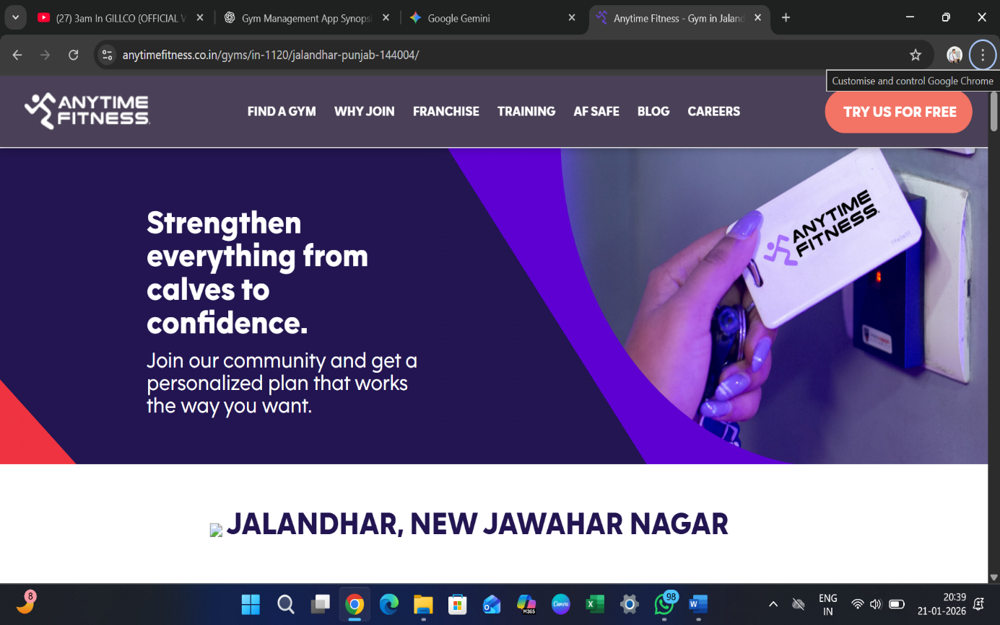 (27) 3am In GILLCO (OFFICIAL V
Gym Management App Synops
Google Gemini
Anytime Fitness - Gym in Jaland
anytimefitness.co.in/gyms/in-1120/jalandhar-punjab-144004/
Customise and control Google Chrome
ANYTIME
FITNESS
FIND A GYM WHY JOIN FRANCHISE TRAINING AF SAFE BLOG CAREERS
TRY US FOR FREE
Strengthen
everything from
calves to
confidence.
Join our community and get a
personalized plan that works
the way you want.
ANYTIME
FITNESS
JALANDHAR, NEW JAWAHAR NAGAR
8
M365
Canva
98
ENG
IN
20:39
21-01-2026